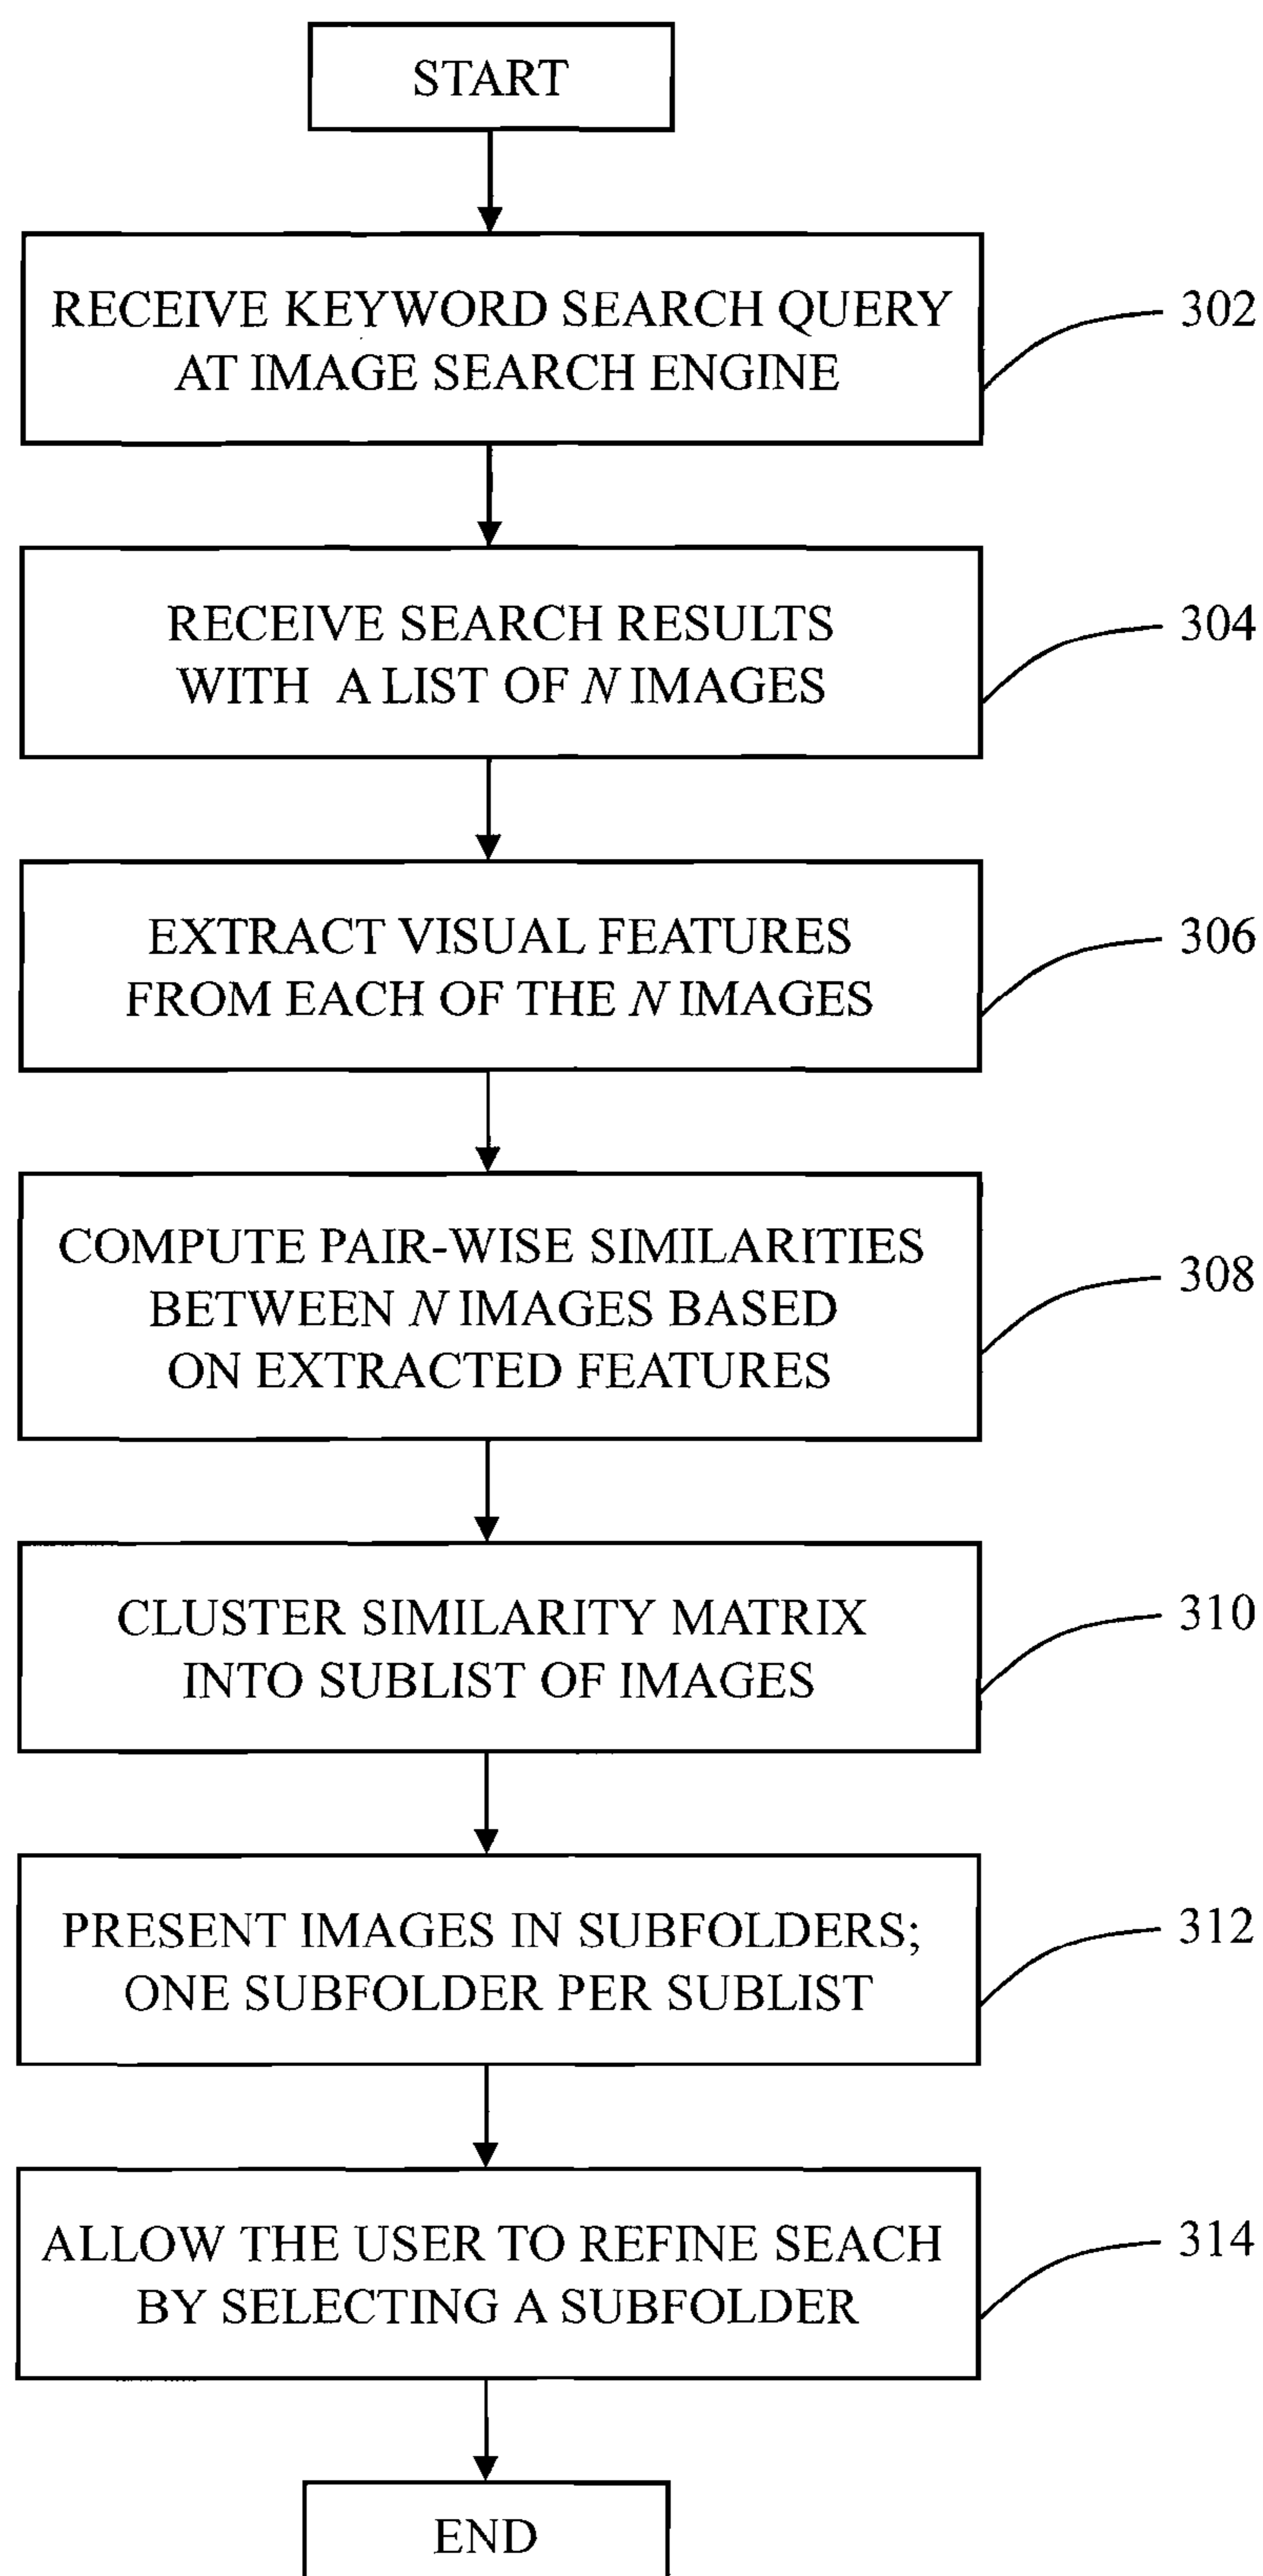 START
RECEIVE KEYWORD SEARCH QUERY
AT IMAGE SEARCH ENGINE
302
RECEIVE SEARCH RESULTS
WITH A LIST OF N IMAGES
304
EXTRACT VISUAL FEATURES
FROM EACH OF THE N IMAGES
306
COMPUTE PAIR-WISE SIMILARITIES
BETWEEN N IMAGES BASED
ON EXTRACTED FEATURES
308
CLUSTER SIMILARITY MATRIX
INTO SUBLIST OF IMAGES
310
PRESENT IMAGES IN SUBFOLDERS;
ONE SUBFOLDER PER SUBLIST
312
ALLOW THE USER TO REFINE SEACH
BY SELECTING A SUBFOLDER
314
END